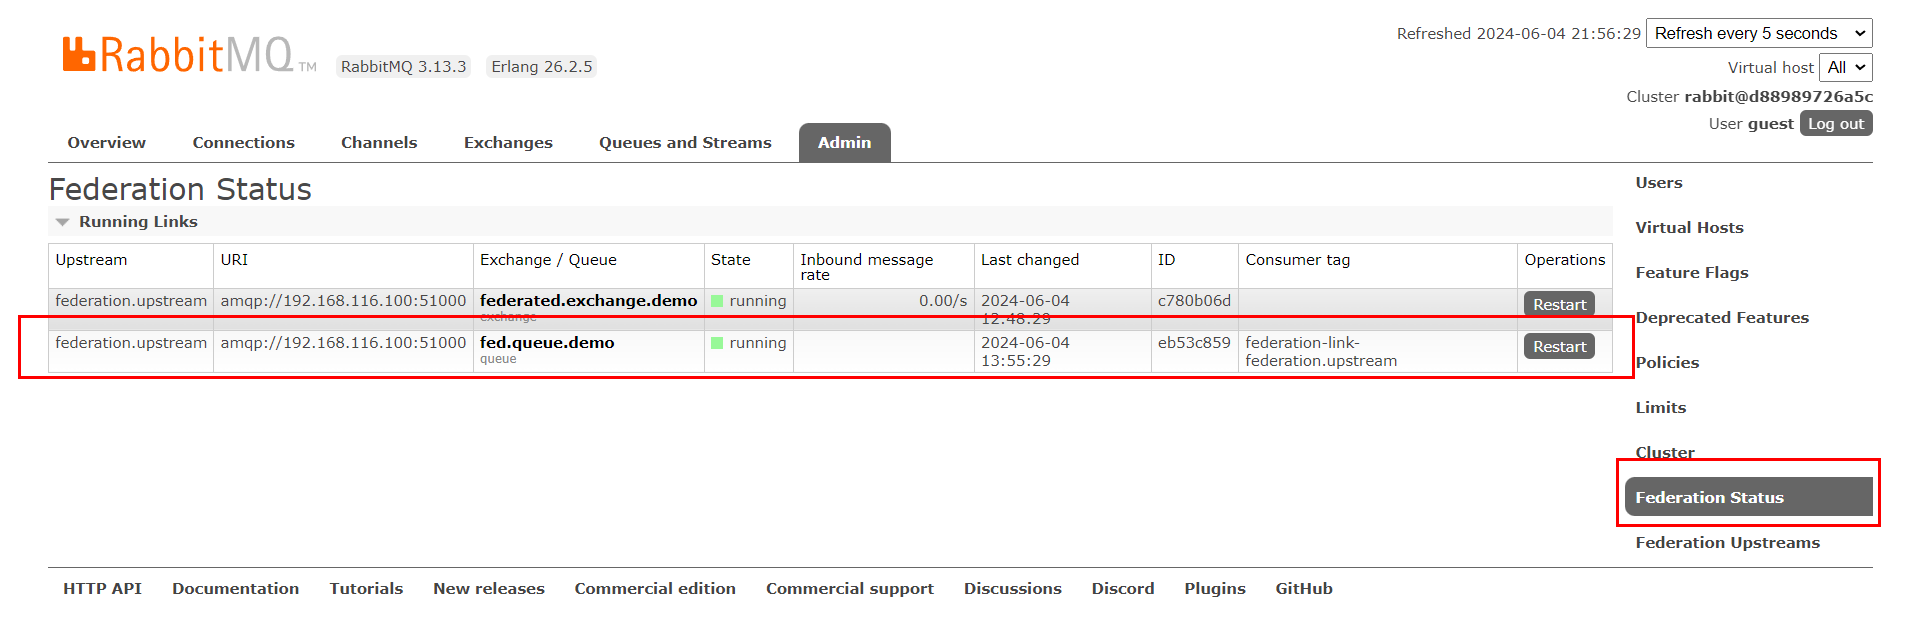 RabbitMQ TM RabbitMQ 3.13.3 Erlang 26.2.5
Refreshed 2024-06-04 21:56:29 Refresh every 5 seconds
Virtual host All
Cluster rabbit@d88989726a5c
User guest Log out
Overview Connections Channels Exchanges Queues and Streams Admin
Federation Status
Running Links
Upstream URI Exchange / Queue State Inbound message rate Last changed ID Consumer tag Operations
federation.upstream amqp://192.168.116.100:51000 federated.exchange.demo running 0.00/s 2024-06-04 c780b06d Restart
exchange 12:48:29
federation.upstream amqp://192.168.116.100:51000 fed.queue.demo running 2024-06-04 eb53c859 federation-link- Restart
queue 13:55:29 federation.upstream
Users
Virtual Hosts
Feature Flags
Deprecated Features
Policies
Limits
Cluster
Federation Status
Federation Upstreams
HTTP API Documentation Tutorials New releases Commercial edition Commercial support Discussions Discord Plugins GitHub